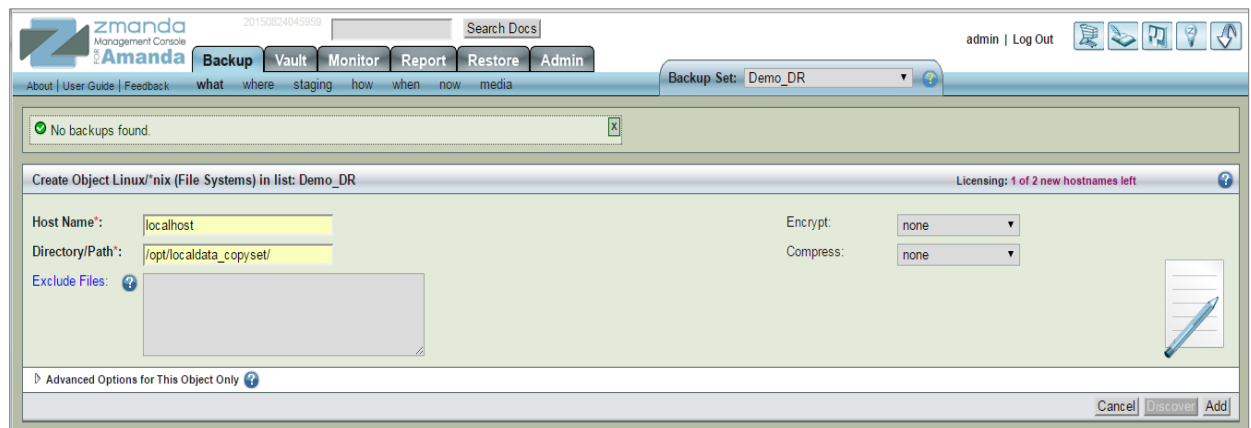 20150824045959
zmanda
Management Console
FOR Amanda
Search Docs
admin | Log Out
Backup Vault Monitor Report Restore Admin
Backup Set: Demo_DR
About | User Guide | Feedback what where staging how when now media
No backups found. X
Create Object Linux/*nix (File Systems) in list: Demo_DR Licensing: 1 of 2 new hostnames left
Host Name*: localhost Encrypt: none
Directory/Path*: /opt/localdata_copyset/ Compress: none
Exclude Files:
Advanced Options for This Object Only
Cancel Discover Add